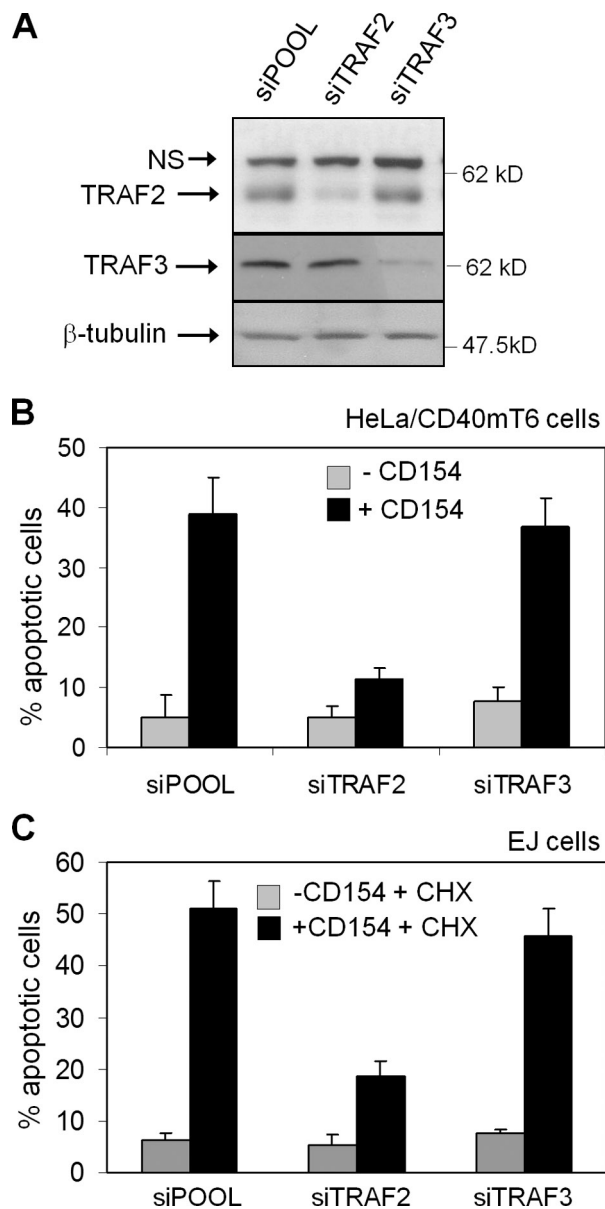 A
siPOOL
siTRAF2
siTRAF3
NS
62 kD
TRAF2
TRAF3
62 kD
β-tubulin
47.5kD
B
HeLa/CD40mT6 cells
50
40
30
20
10
0
% apoptotic cells
- CD154
+ CD154
siPOOL
siTRAF2
siTRAF3
C
EJ cells
60
50
40
30
20
10
0
% apoptotic cells
-CD154 + CHX
+CD154 + CHX
siPOOL
siTRAF2
siTRAF3